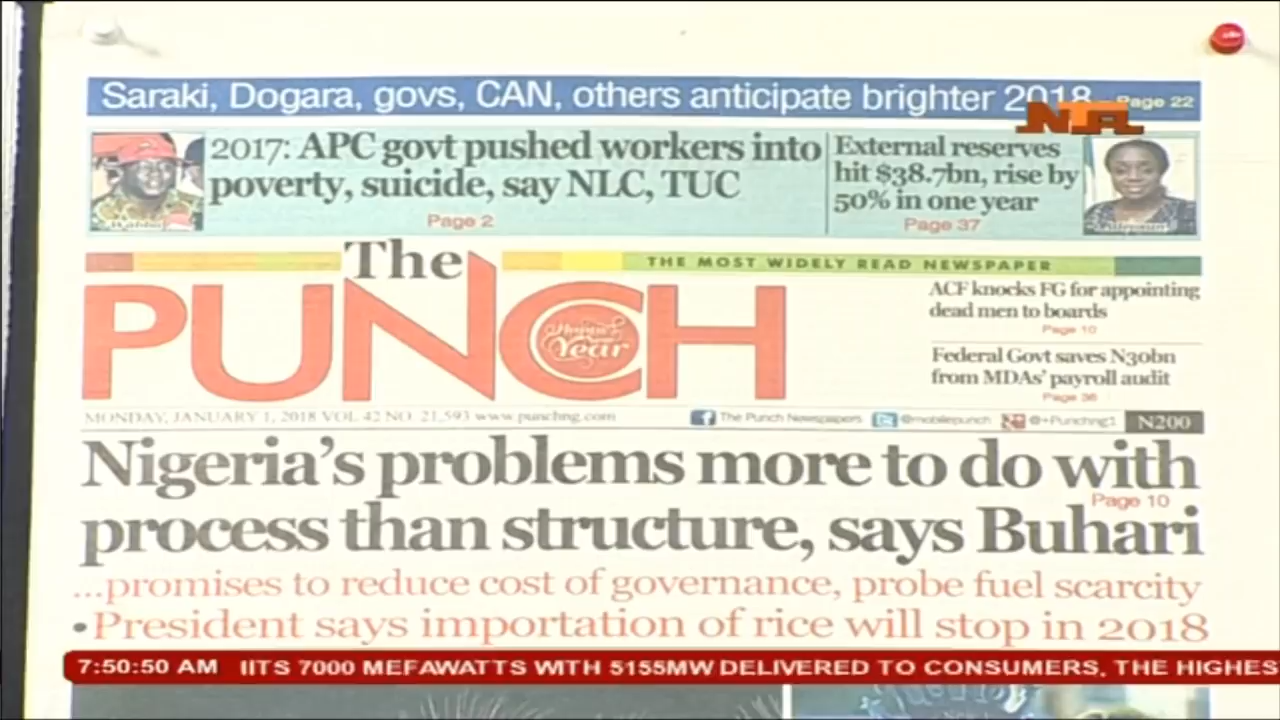 Saraki, Dogara, govs, CAN, others anticipate brighter 2018 Page 22
NTA
2017: APC govt pushed workers into
poverty, suicide, say NLC, TUC
Page 2
Wabba
External reserves
hit $38.7bn, rise by
50% in one year
Page 37
The
PUNCH
Happy
New
Year
THE MOST WIDELY READ NEWSPAPER
ACF knocks FG for appointing
dead men to boards
Page 10
Federal Govt saves N30bn
from MDAs' payroll audit
Page 36
MONDAY, JANUARY 1, 2018 VOL 42 NO. 21,593 www.punchng.com
The Punch Newspapers @mobilepunch @+Punchng1 N200
Nigeria's problems more to do with
Page 10
process than structure, says Buhari
...promises to reduce cost of governance, probe fuel scarcity
•President says importation of rice will stop in 2018
7:50:50 AM IITS 7000 MEFAWATTS WITH 5155MW DELIVERED TO CONSUMERS, THE HIGHES